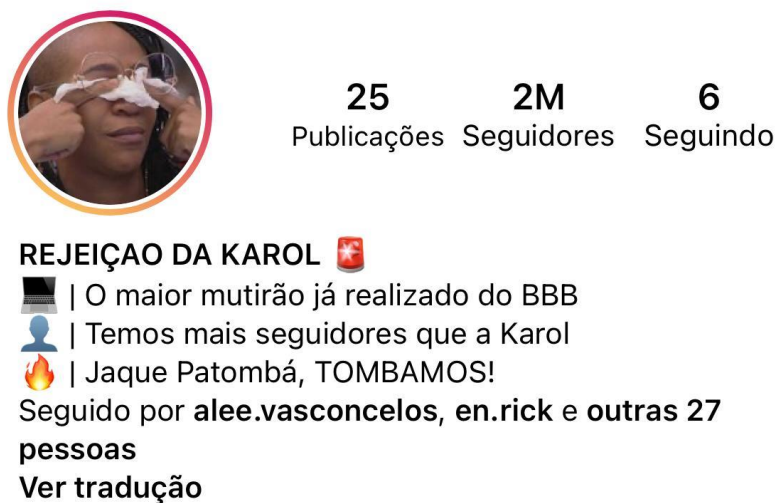 25 2M 6
Publicações Seguidores Seguindo
REJEIÇAO DA KAROL 🚨
💻 | O maior mutirão já realizado do BBB
👤 | Temos mais seguidores que a Karol
🔥 | Jaque Patombá, TOMBAMOS!
Seguido por alee.vasconcelos, en.rick e outras 27
pessoas
Ver tradução